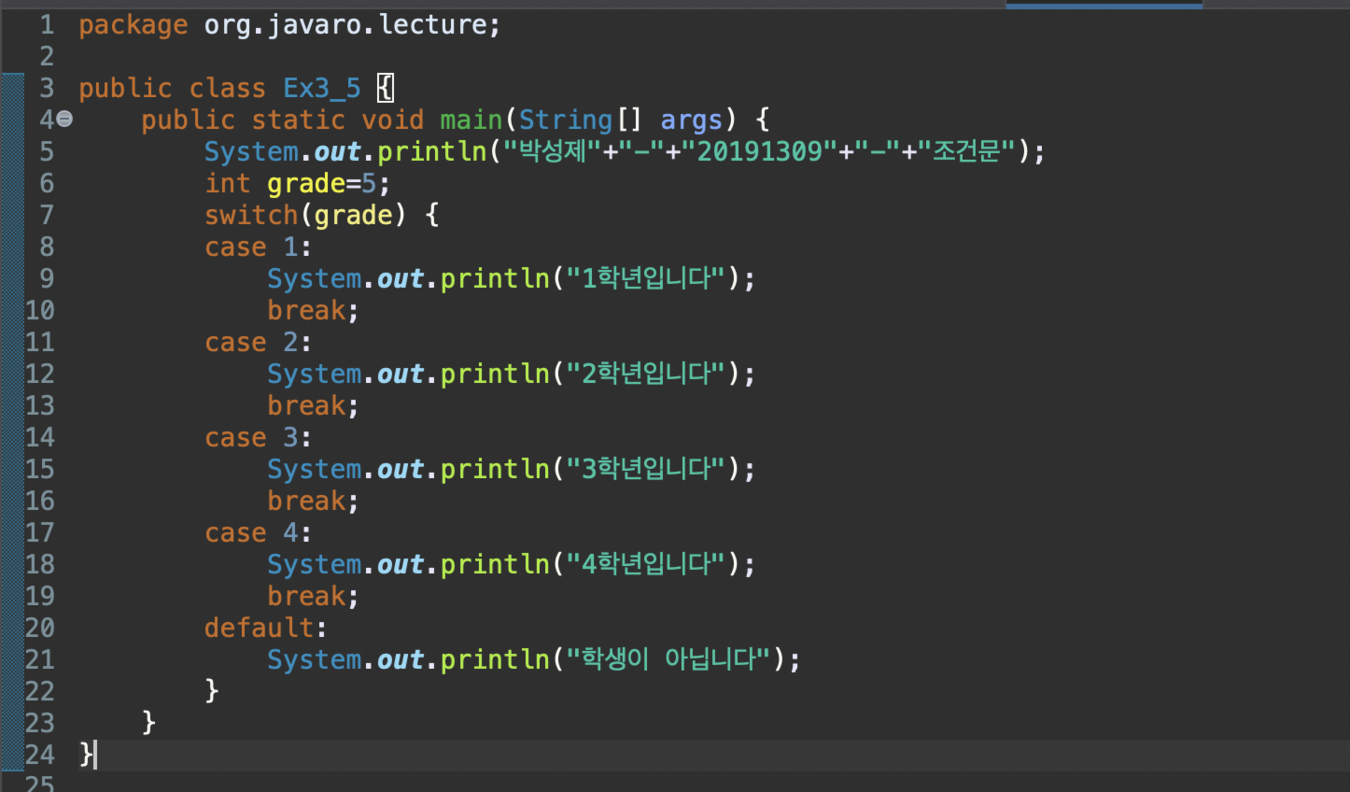 1 package org.javaro.lecture;
2
3 public class Ex3_5 {
4     public static void main(String[] args) {
5         System.out.println("박성제"+"-"+"20191309"+"-"+"조건문");
6         int grade=5;
7         switch(grade) {
8         case 1:
9             System.out.println("1학년입니다");
10             break;
11         case 2:
12             System.out.println("2학년입니다");
13             break;
14         case 3:
15             System.out.println("3학년입니다");
16             break;
17         case 4:
18             System.out.println("4학년입니다");
19             break;
20         default:
21             System.out.println("학생이 아닙니다");
22         }
23     }
24 }
25